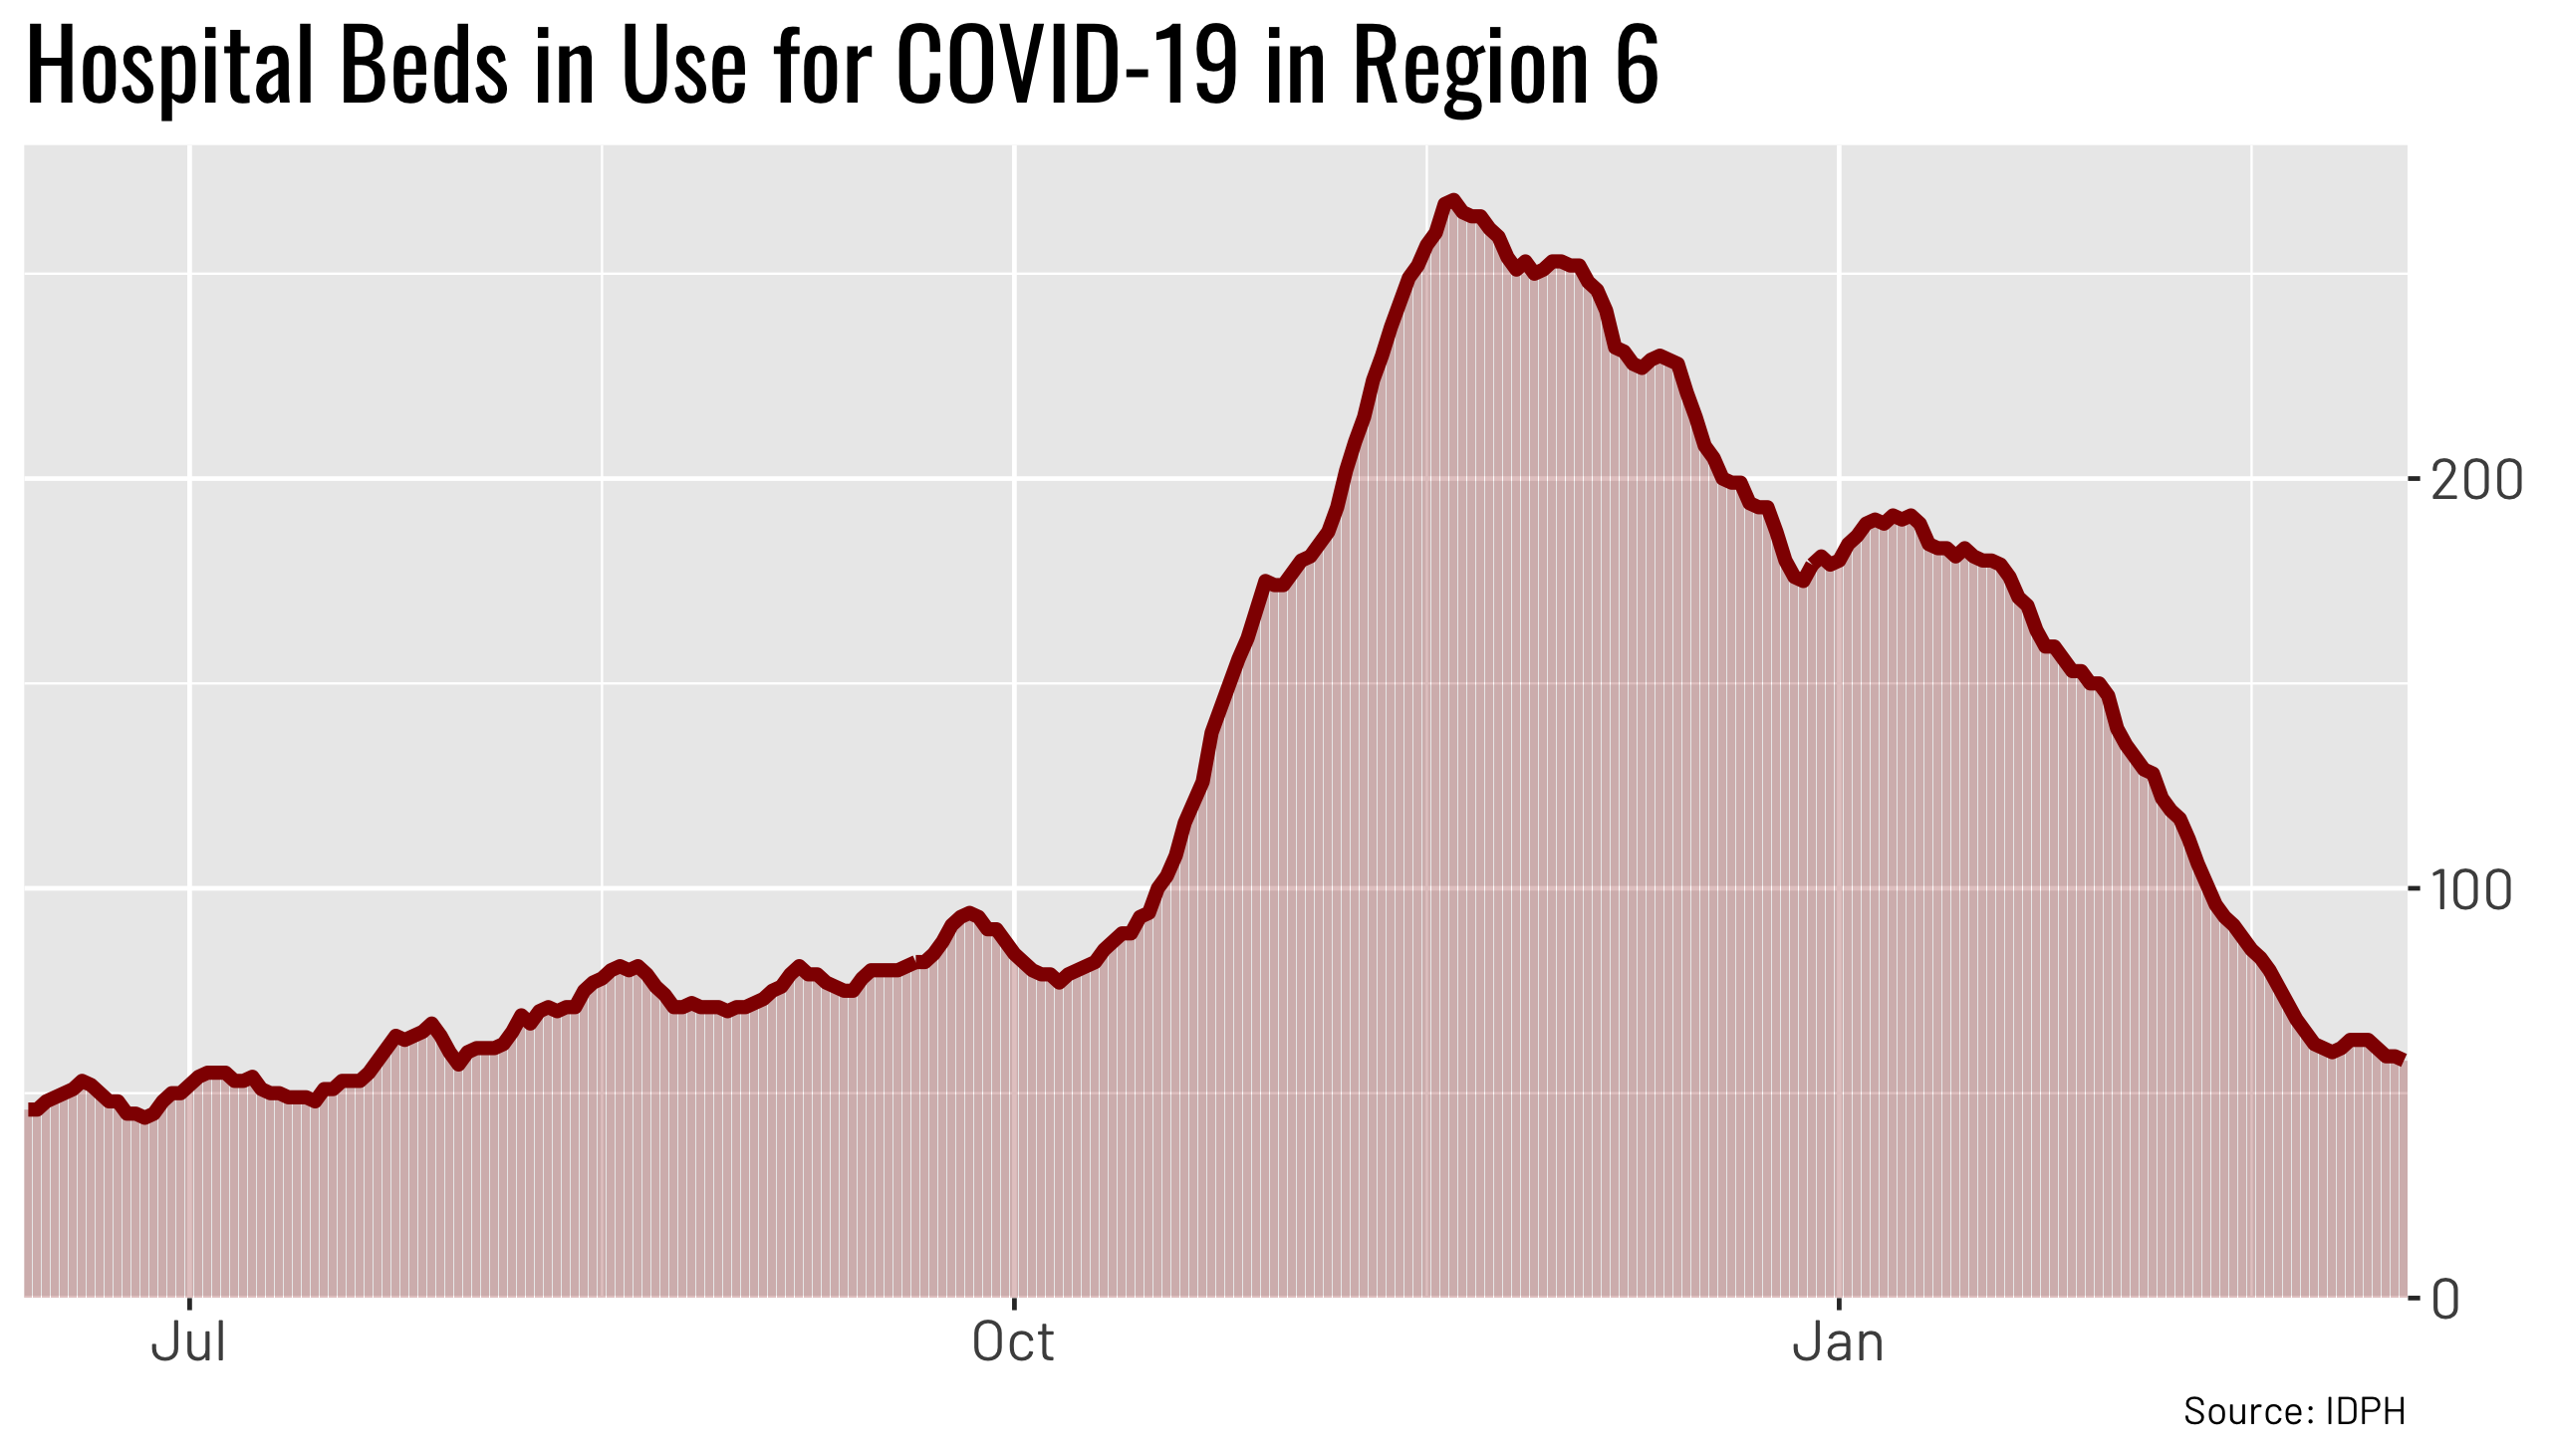 Hospital Beds in Use for COVID-19 in Region 6
200
100
0
Jul Oct Jan
Source: IDPH